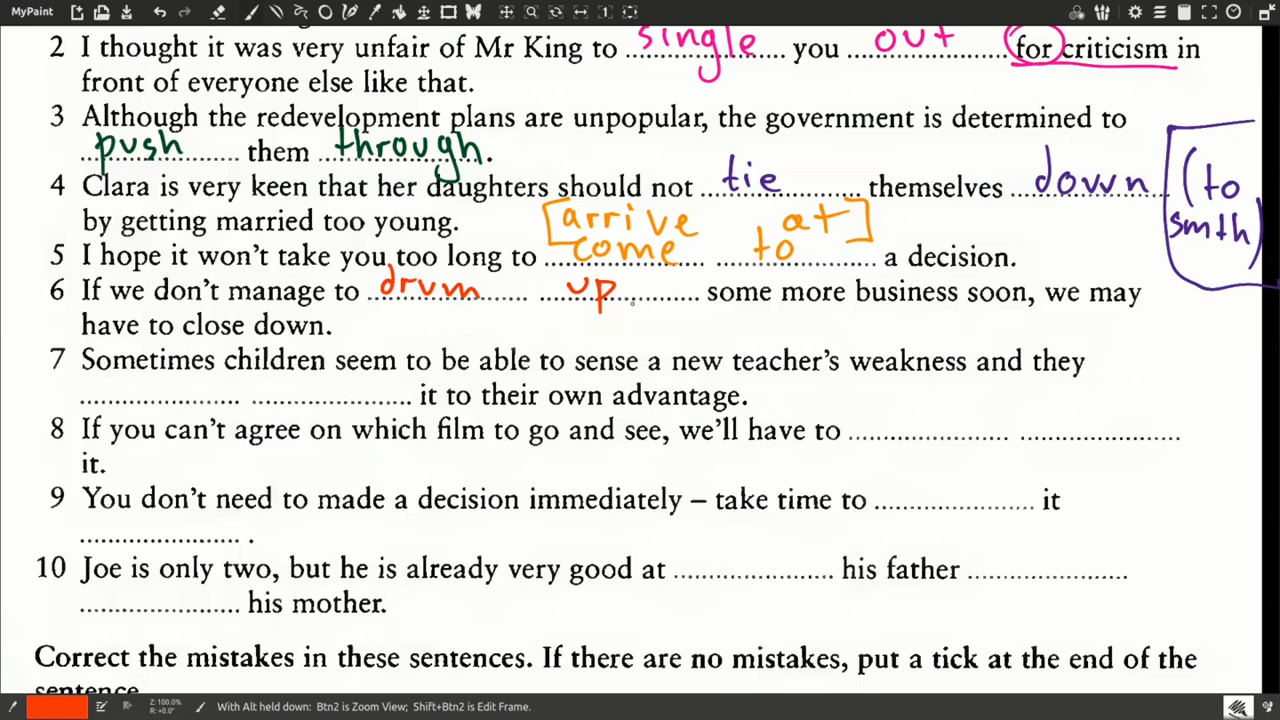 MyPaint
2 I thought it was very unfair of Mr King to single you out for criticism in
front of everyone else like that.
3 Although the redevelopment plans are unpopular, the government is determined to
push them through.
4 Clara is very keen that her daughters should not tie themselves down (to smth)
by getting married too young. [arrive at]
5 I hope it won't take you too long to come to a decision.
6 If we don't manage to drum up some more business soon, we may
have to close down.
7 Sometimes children seem to be able to sense a new teacher's weakness and they
.................... .................... it to their own advantage.
8 If you can't agree on which film to go and see, we'll have to .................... ....................
it.
9 You don't need to made a decision immediately – take time to .................... it
.................... .
10 Joe is only two, but he is already very good at .................... his father ....................
.................... his mother.
Correct the mistakes in these sentences. If there are no mistakes, put a tick at the end of the
sentence
Z: 100.0%
R: +0.0°
With Alt held down: Btn2 is Zoom View; Shift+Btn2 is Edit Frame.